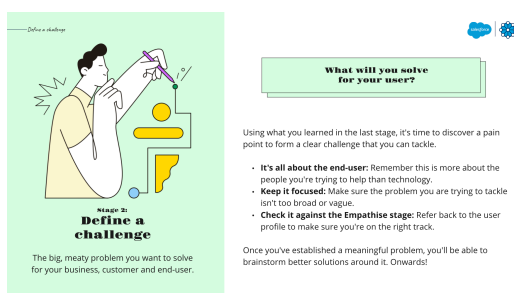 Define a challenge
salesforce
What will you solve
for your user?
Using what you learned in the last stage, it's time to discover a pain
point to form a clear challenge that you can tackle.
• It's all about the end-user: Remember this is more about the
people you're trying to help than technology.
• Keep it focused: Make sure the problem you are trying to tackle
isn't too broad or vague.
• Check it against the Empathise stage: Refer back to the user
profile to make sure you're on the right track.
Once you've established a meaningful problem, you'll be able to
brainstorm better solutions around it. Onwards!
Stage 2:
Define a
challenge
The big, meaty problem you want to solve
for your business, customer and end-user.